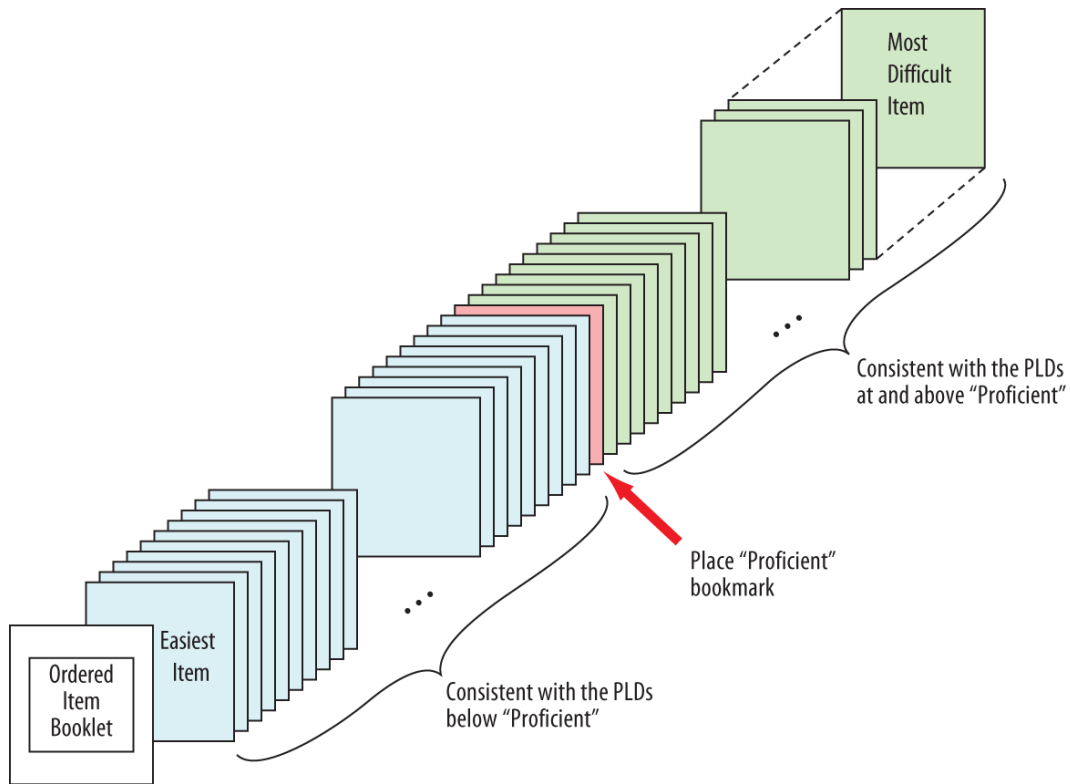 Most
Difficult
Item
Consistent with the PLDs
at and above “Proficient”
Place “Proficient”
bookmark
Easiest
Item
Ordered
Item
Booklet
Consistent with the PLDs
below “Proficient”